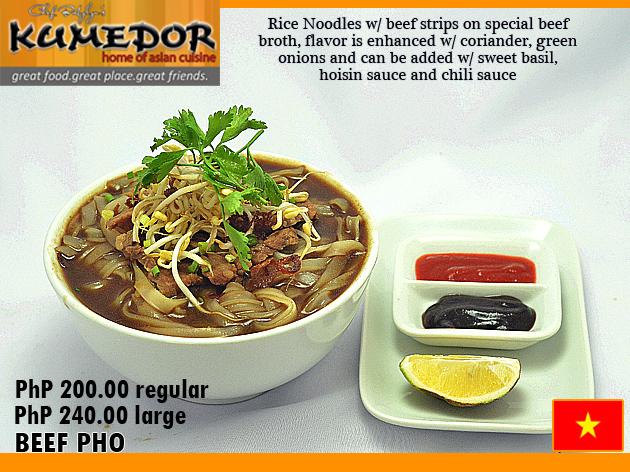 Chef Raffy's
KUMEDOR
home of asian cuisine
great food.great place.great friends.
Rice Noodles w/ beef strips on special beef
broth, flavor is enhanced w/ coriander, green
onions and can be added w/ sweet basil,
hoisin sauce and chili sauce
PhP 200.00 regular
PhP 240.00 large
BEEF PHO